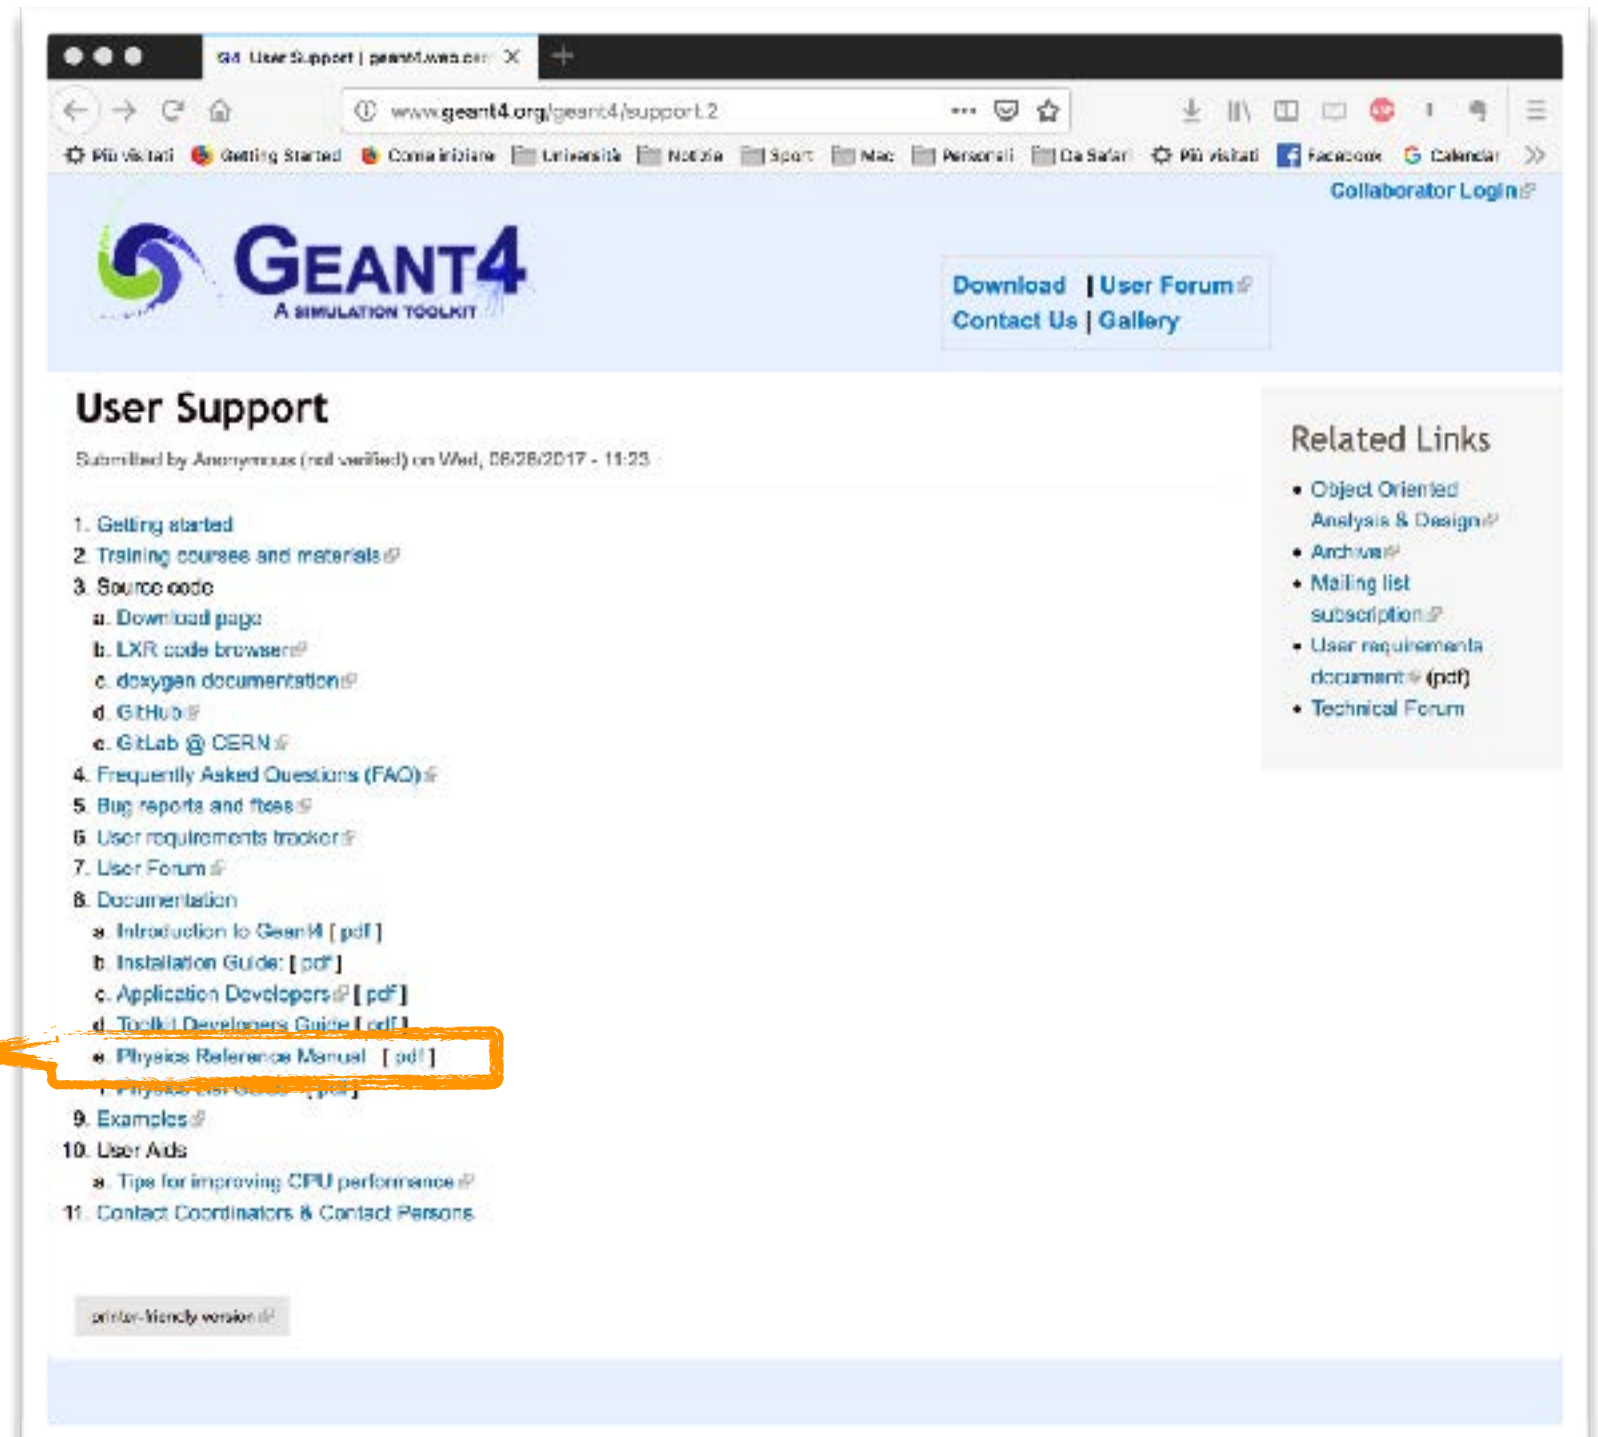 G4 User Support | geant4.web.cer
www.geant4.org/geant4/support.2
Più visitati Getting Started Come iniziare Università Notizie Sport Mac Personali Da Safari Più visitati Facebook Calendar
Collaborator Login
GEANT4
A SIMULATION TOOLKIT
Download | User Forum
Contact Us | Gallery
User Support
Submitted by Anonymous (not verified) on Wed, 06/28/2017 - 11:23
1. Getting started
2. Training courses and materials
3. Source code
a. Download page
b. LXR code browser
c. doxygen documentation
d. GitHub
e. GitLab @ CERN
4. Frequently Asked Questions (FAQ)
5. Bug reports and fixes
6. User requirements tracker
7. User Forum
8. Documentation
a. Introduction to Geant4 [ pdf ]
b. Installation Guide: [ pdf ]
c. Application Developers [ pdf ]
d. Toolkit Developers Guide [ pdf ]
e. Physics Reference Manual [ pdf ]
f. Physics List Guide [ pdf ]
9. Examples
10. User Aids
a. Tips for improving CPU performance
11. Contact Coordinators & Contact Persons
printer-friendly version
Related Links
• Object Oriented
Analysis & Design
• Archive
• Mailing list
subscription
• User requirements
document (pdf)
• Technical Forum